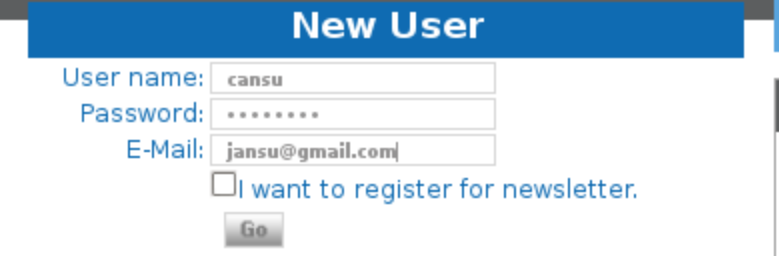 New User
User name: cansu
Password: ••••••••
E-Mail: jansu@gmail.com
I want to register for newsletter.
Go